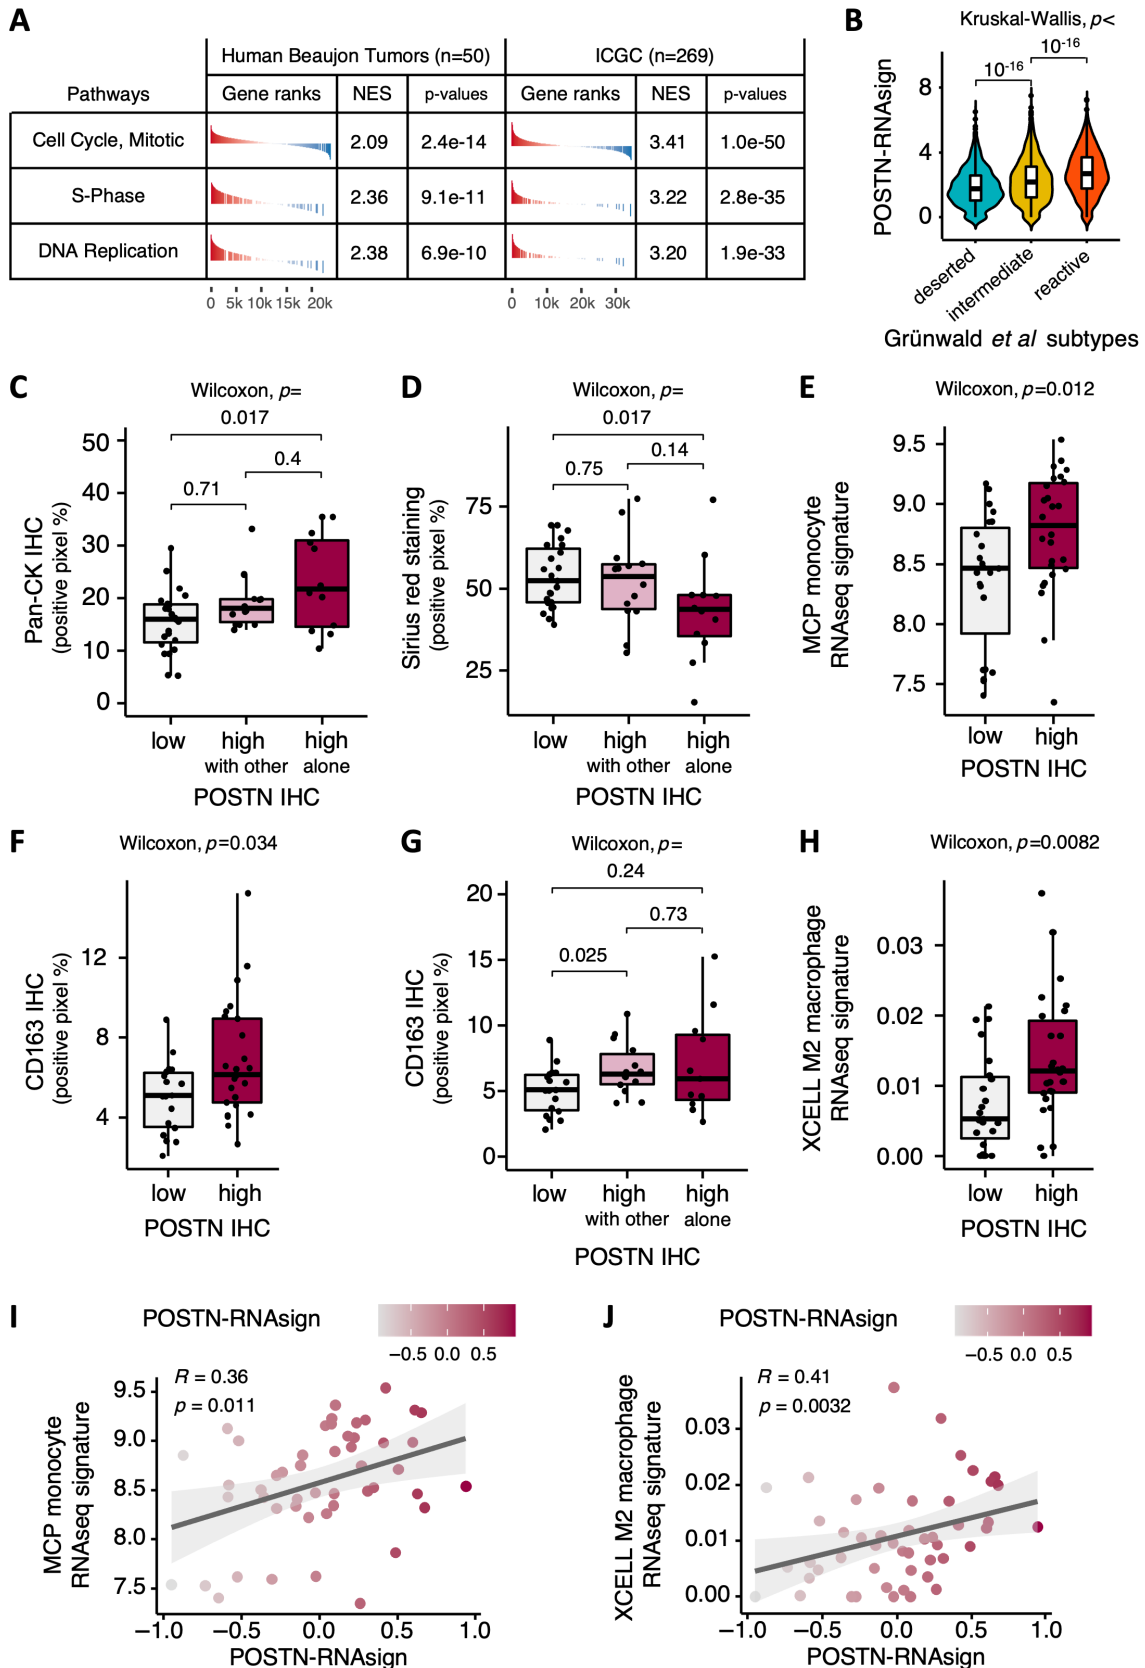 A
Human Beaujon Tumors (n=50)
ICGC (n=269)
Pathways
Gene ranks
NES
p-values
Gene ranks
NES
p-values
Cell Cycle, Mitotic
2.09
2.4e-14
3.41
1.0e-50
S-Phase
2.36
9.1e-11
3.22
2.8e-35
DNA Replication
2.38
6.9e-10
3.20
1.9e-33
0 5k 10k 15k 20k
0 10k 20k 30k
B
Kruskal-Wallis, p<
10-16
10-16
POSTN-RNAsign
8
4
0
deserted
intermediate
reactive
Grünwald et al subtypes
C
Wilcoxon, p=
0.017
0.4
0.71
Pan-CK IHC
(positive pixel %)
50
40
30
20
10
0
low
high
with other
high
alone
POSTN IHC
D
Wilcoxon, p=
0.017
0.14
0.75
Sirius red staining
(positive pixel %)
75
50
25
low
high
with other
high
alone
POSTN IHC
E
Wilcoxon, p=0.012
MCP monocyte
RNAseq signature
9.5
9.0
8.5
8.0
7.5
low
high
POSTN IHC
F
Wilcoxon, p=0.034
CD163 IHC
(positive pixel %)
12
8
4
low
high
POSTN IHC
G
Wilcoxon, p=
0.24
0.73
0.025
CD163 IHC
(positive pixel %)
20
15
10
5
0
low
high
with other
high
alone
POSTN IHC
H
Wilcoxon, p=0.0082
XCELL M2 macrophage
RNAseq signature
0.03
0.02
0.01
0.00
low
high
POSTN IHC
I
POSTN-RNAsign
−0.5 0.0 0.5
R = 0.36
p = 0.011
MCP monocyte
RNAseq signature
9.5
9.0
8.5
8.0
7.5
−1.0 −0.5 0.0 0.5 1.0
POSTN-RNAsign
J
POSTN-RNAsign
−0.5 0.0 0.5
R = 0.41
p = 0.0032
XCELL M2 macrophage
RNAseq signature
0.03
0.02
0.01
0.00
−1.0 −0.5 0.0 0.5 1.0
POSTN-RNAsign